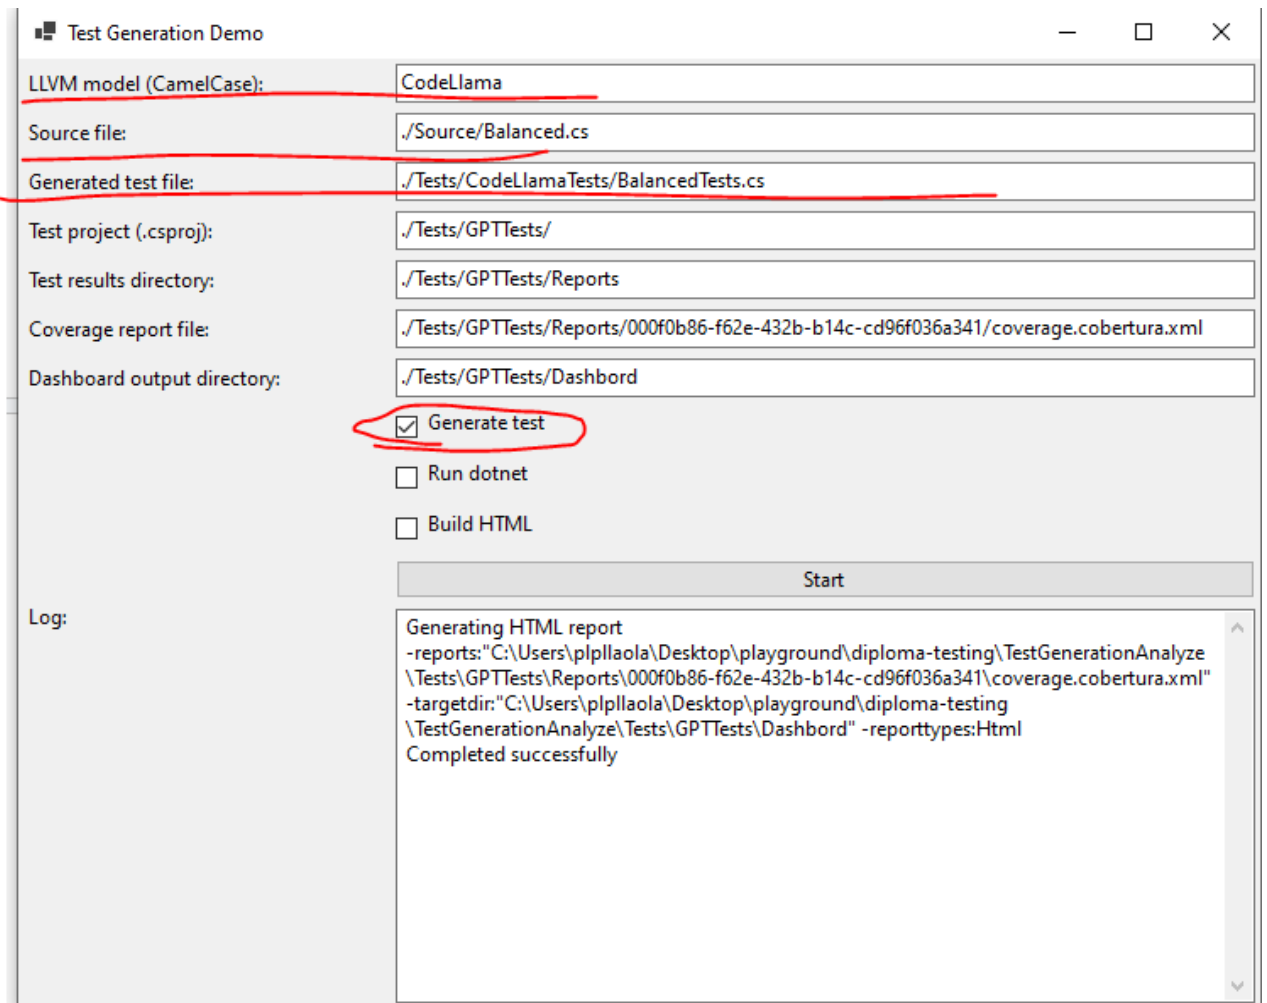 Test Generation Demo
LLVM model (CamelCase): CodeLlama
Source file: ./Source/Balanced.cs
Generated test file: ./Tests/CodeLlamaTests/BalancedTests.cs
Test project (.csproj): ./Tests/GPTTests/
Test results directory: ./Tests/GPTTests/Reports
Coverage report file: ./Tests/GPTTests/Reports/000f0b86-f62e-432b-b14c-cd96f036a341/coverage.cobertura.xml
Dashboard output directory: ./Tests/GPTTests/Dashbord
Generate test
Run dotnet
Build HTML
Start
Log:
Generating HTML report
-reports:"C:\Users\plpllaola\Desktop\playground\diploma-testing\TestGenerationAnalyze
\Tests\GPTTests\Reports\000f0b86-f62e-432b-b14c-cd96f036a341\coverage.cobertura.xml"
-targetdir:"C:\Users\plpllaola\Desktop\playground\diploma-testing
\TestGenerationAnalyze\Tests\GPTTests\Dashbord" -reporttypes:Html
Completed successfully